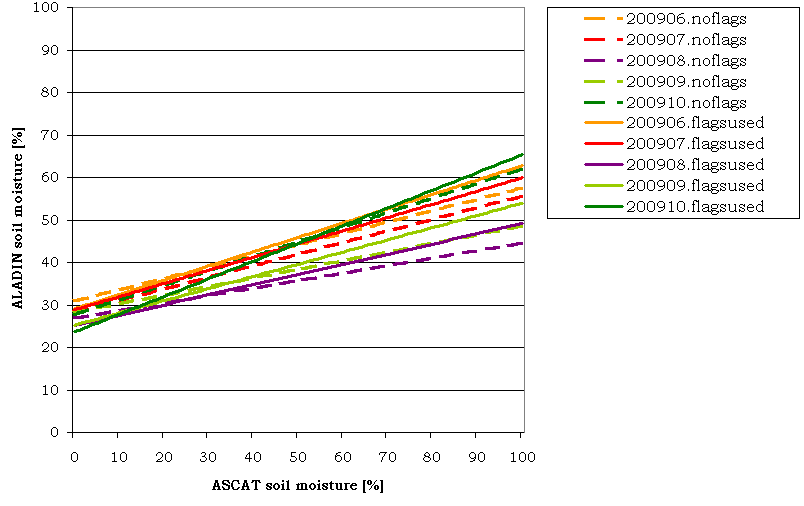 100
90
80
70
60
50
40
30
20
10
0
ALADIN soil moisture [%]
0 10 20 30 40 50 60 70 80 90 100
ASCAT soil moisture [%]
200906.noflags
200907.noflags
200908.noflags
200909.noflags
200910.noflags
200906.flagsused
200907.flagsused
200908.flagsused
200909.flagsused
200910.flagsused